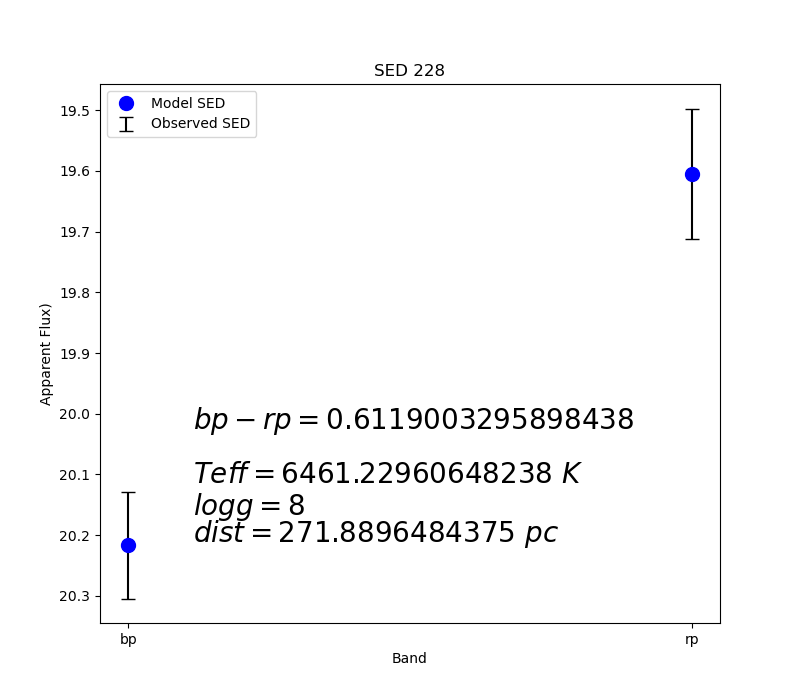 SED 228
Model SED
Observed SED
19.5
19.6
19.7
19.8
19.9
20.0
20.1
20.2
20.3
Apparent Flux)
bp − rp = 0.6119003295898438
Teff = 6461.22960648238 K
logg = 8
dist = 271.8896484375 pc
bp
rp
Band